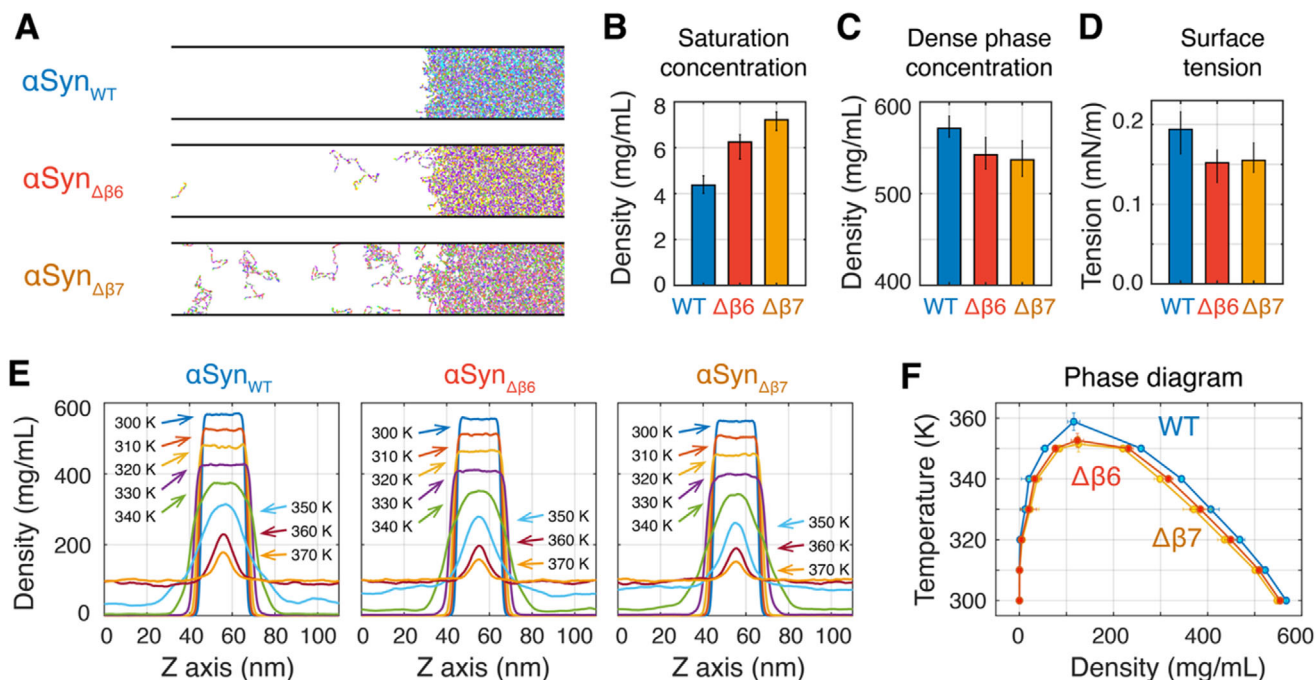 A
αSynWT
αSynΔβ6
αSynΔβ7
B
Saturation
concentration
Density (mg/mL)
8
6
4
2
0
WT Δβ6 Δβ7
C
Dense phase
concentration
Density (mg/mL)
600
500
400
WT Δβ6 Δβ7
D
Surface
tension
Tension (mN/m)
0.2
0.1
0.0
WT Δβ6 Δβ7
E
αSynWT
Density (mg/mL)
600
400
200
0
300 K
310 K
320 K
330 K
340 K
350 K
360 K
370 K
0 20 40 60 80 100
Z axis (nm)
αSynΔβ6
300 K
310 K
320 K
330 K
340 K
350 K
360 K
370 K
0 20 40 60 80 100
Z axis (nm)
αSynΔβ7
300 K
310 K
320 K
330 K
340 K
350 K
360 K
370 K
0 20 40 60 80 100
Z axis (nm)
F
Phase diagram
Temperature (K)
360
340
320
300
WT
Δβ6
Δβ7
0 200 400 600
Density (mg/mL)